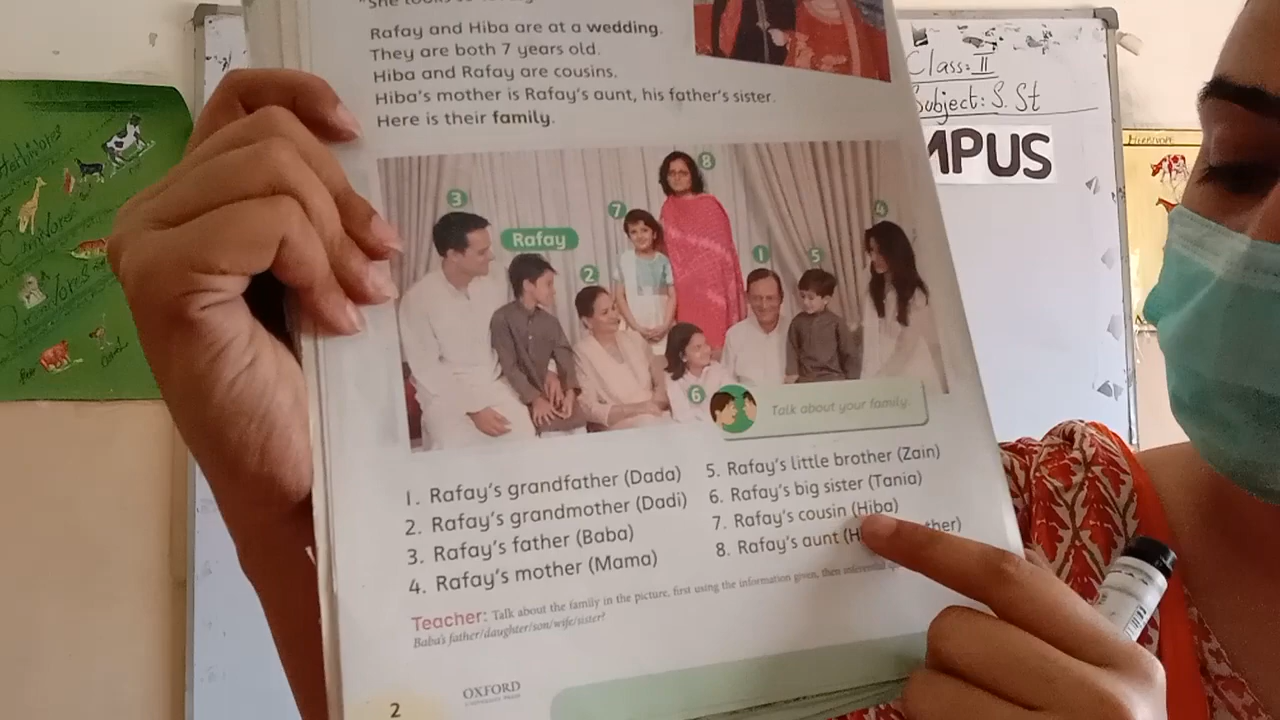 Rafay and Hiba are at a wedding.
They are both 7 years old.
Hiba and Rafay are cousins.
Hiba's mother is Rafay's aunt, his father's sister.
Here is their family.
3
Rafay
2
7
8
1
5
4
6
Talk about your family.
1. Rafay's grandfather (Dada)
2. Rafay's grandmother (Dadi)
3. Rafay's father (Baba)
4. Rafay's mother (Mama)
5. Rafay's little brother (Zain)
6. Rafay's big sister (Tania)
7. Rafay's cousin (Hiba)
8. Rafay's aunt (
Teacher: Talk about the family in the picture, first using the information given, then
Baba's father/daughter/son/wife/sister?
2
OXFORD
Class: II
Subject: S. St
MPUS
Herbivores